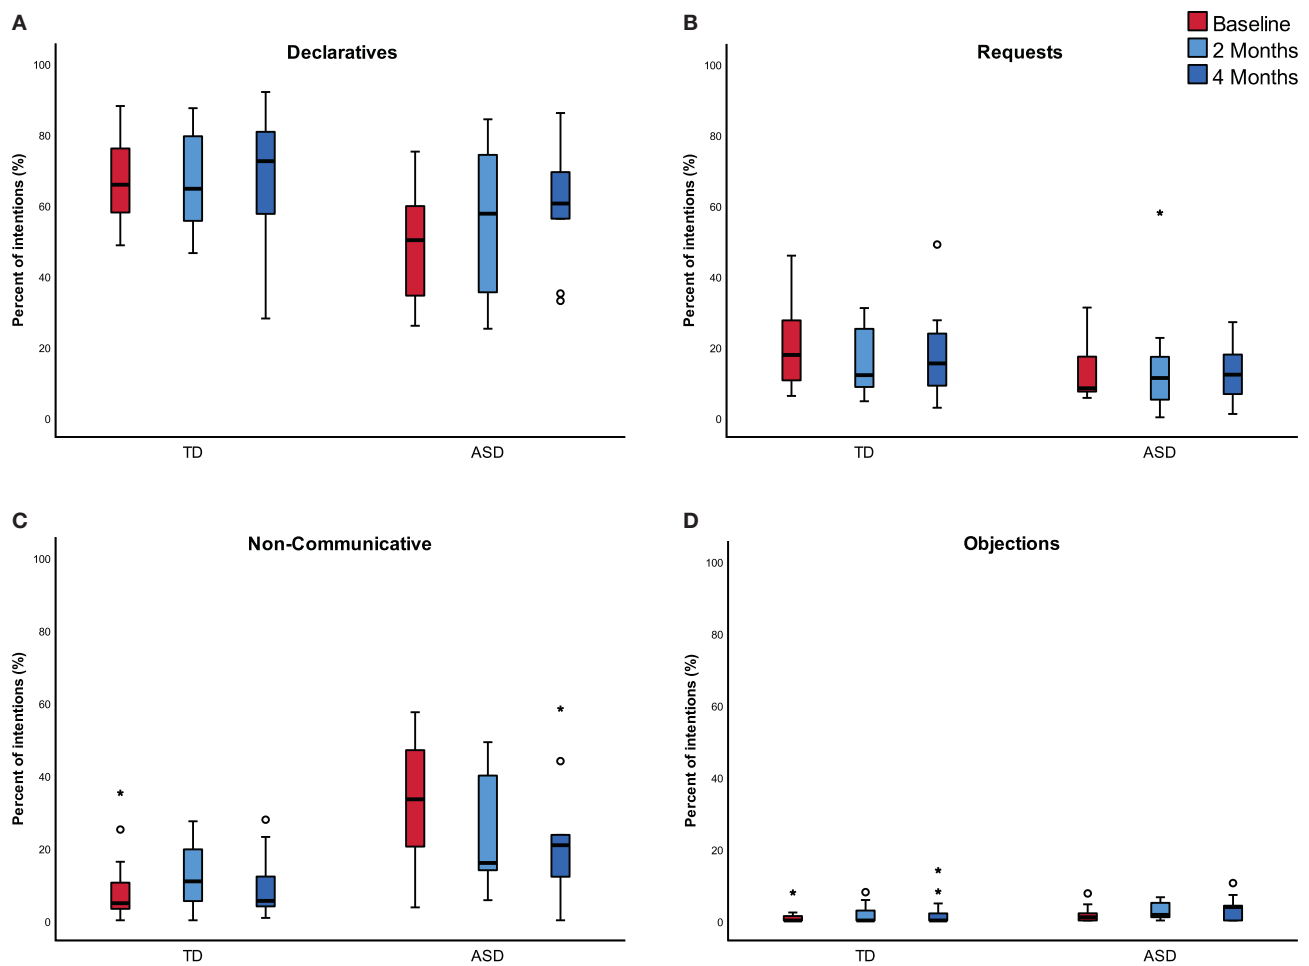 A
Declaratives
Percent of intentions (%)
100
80
60
40
20
0
TD
ASD
B
Requests
Baseline
2 Months
4 Months
Percent of intentions (%)
100
80
60
40
20
0
TD
ASD
C
Non-Communicative
Percent of intentions (%)
100
80
60
40
20
0
TD
ASD
D
Objections
Percent of intentions (%)
100
80
60
40
20
0
TD
ASD